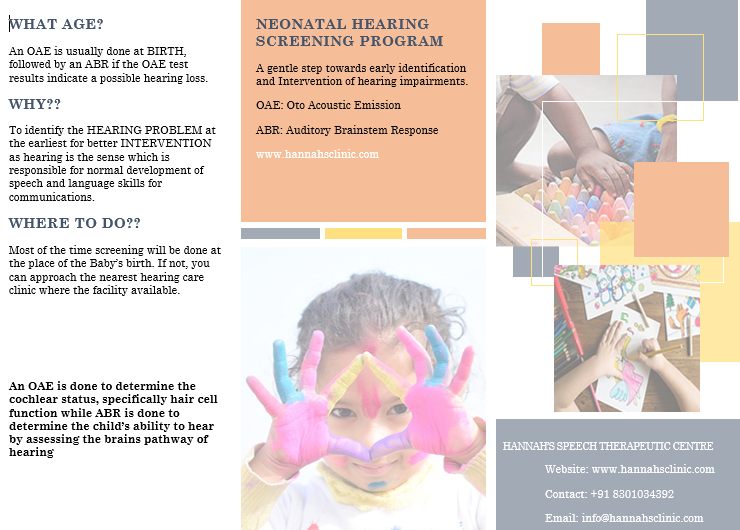 WHAT AGE?
An OAE is usually done at BIRTH,
followed by an ABR if the OAE test
results indicate a possible hearing loss.
WHY??
To identify the HEARING PROBLEM at
the earliest for better INTERVENTION
as hearing is the sense which is
responsible for normal development of
speech and language skills for
communications.
WHERE TO DO??
Most of the time screening will be done at
the place of the Baby's birth. If not, you
can approach the nearest hearing care
clinic where the facility available.
An OAE is done to determine the
cochlear status, specifically hair cell
function while ABR is done to
determine the child's ability to hear
by assessing the brains pathway of
hearing
NEONATAL HEARING
SCREENING PROGRAM
A gentle step towards early identification
and Intervention of hearing impairments.
OAE: Oto Acoustic Emission
ABR: Auditory Brainstem Response
www.hannahsclinic.com
HANNAH'S SPEECH THERAPEUTIC CENTRE
Website: www.hannahsclinic.com
Contact: +91 8301034392
Email: info@hannahsclinic.com